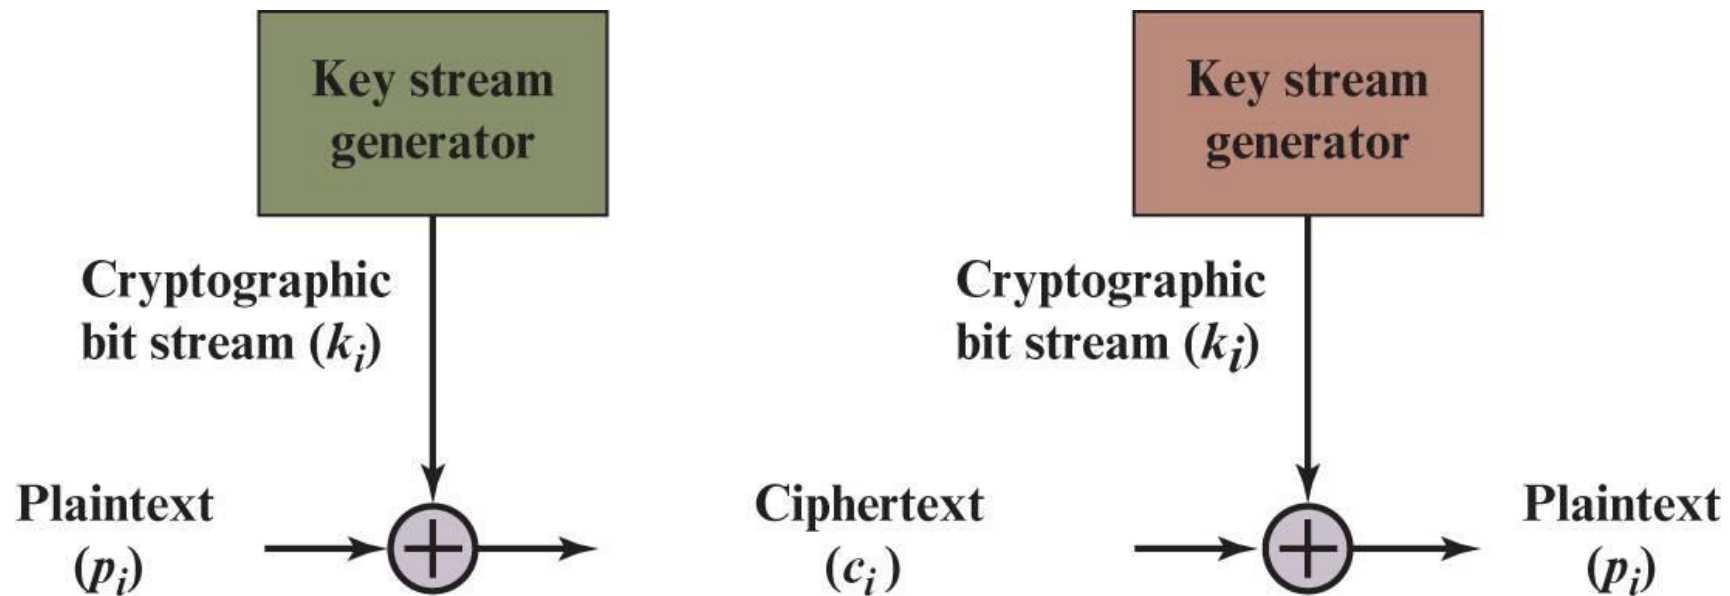 Key stream
generator
Cryptographic
bit stream (kᵢ)
Plaintext
(pᵢ)
Ciphertext
(cᵢ)
Key stream
generator
Cryptographic
bit stream (kᵢ)
Plaintext
(pᵢ)